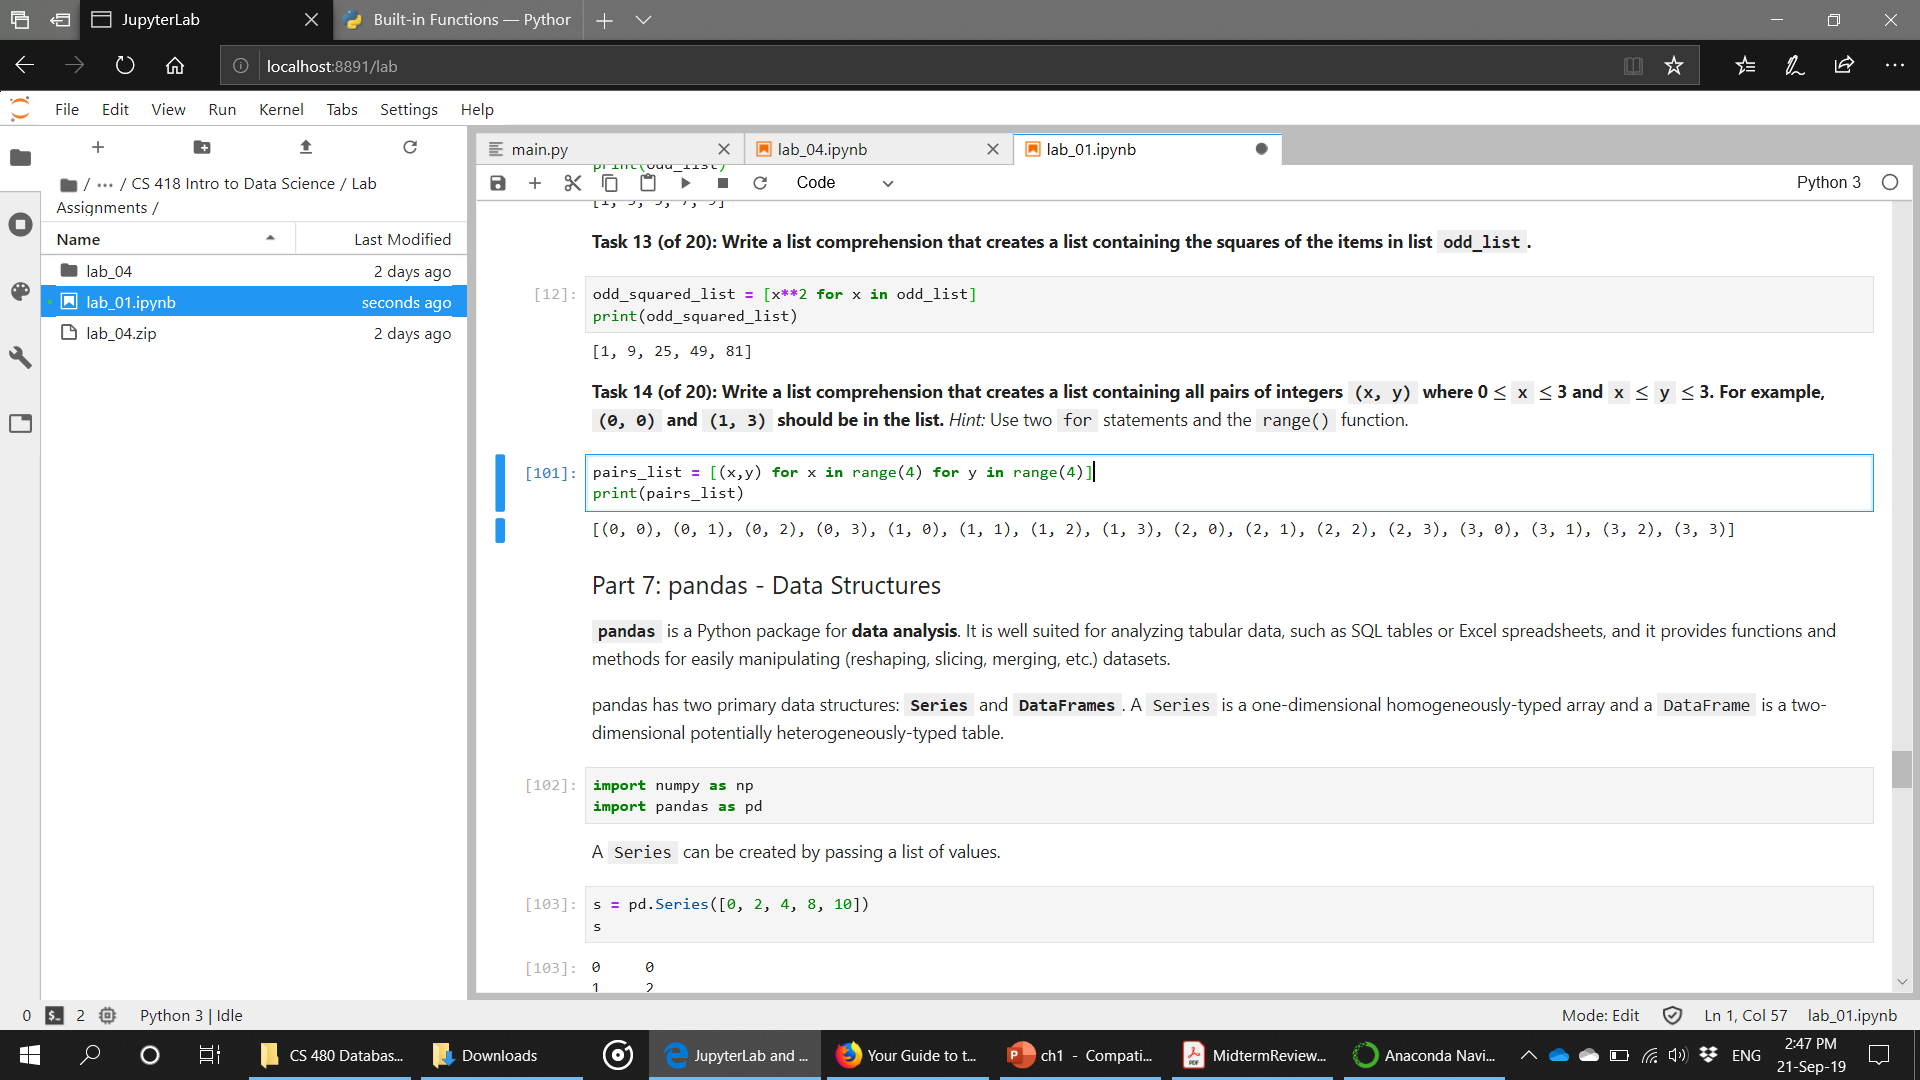 JupyterLab
Built-in Functions — Pythor
localhost:8891/lab
File Edit View Run Kernel Tabs Settings Help
/ ··· / CS 418 Intro to Data Science / Lab
Assignments /
Name Last Modified
lab_04 2 days ago
lab_01.ipynb seconds ago
lab_04.zip 2 days ago
main.py
lab_04.ipynb
lab_01.ipynb
print(odd_list)
Code
Python 3
[1, 3, 5, 7, 9]
Task 13 (of 20): Write a list comprehension that creates a list containing the squares of the items in list odd_list.
[12]: odd_squared_list = [x**2 for x in odd_list]
print(odd_squared_list)
[1, 9, 25, 49, 81]
Task 14 (of 20): Write a list comprehension that creates a list containing all pairs of integers (x, y) where 0 ≤ x ≤ 3 and x ≤ y ≤ 3. For example,
(0, 0) and (1, 3) should be in the list. Hint: Use two for statements and the range() function.
[101]: pairs_list = [(x,y) for x in range(4) for y in range(4)]
print(pairs_list)
[(0, 0), (0, 1), (0, 2), (0, 3), (1, 0), (1, 1), (1, 2), (1, 3), (2, 0), (2, 1), (2, 2), (2, 3), (3, 0), (3, 1), (3, 2), (3, 3)]
Part 7: pandas - Data Structures
pandas is a Python package for data analysis. It is well suited for analyzing tabular data, such as SQL tables or Excel spreadsheets, and it provides functions and
methods for easily manipulating (reshaping, slicing, merging, etc.) datasets.
pandas has two primary data structures: Series and DataFrames. A Series is a one-dimensional homogeneously-typed array and a DataFrame is a two-
dimensional potentially heterogeneously-typed table.
[102]: import numpy as np
import pandas as pd
A Series can be created by passing a list of values.
[103]: s = pd.Series([0, 2, 4, 8, 10])
s
[103]: 0 0
1 2
0 $_ 2 Python 3 | Idle
Mode: Edit Ln 1, Col 57 lab_01.ipynb
CS 480 Databas...
Downloads
JupyterLab and ...
Your Guide to t...
ch1 - Compati...
MidtermReview...
Anaconda Navi...
ENG
2:47 PM
21-Sep-19